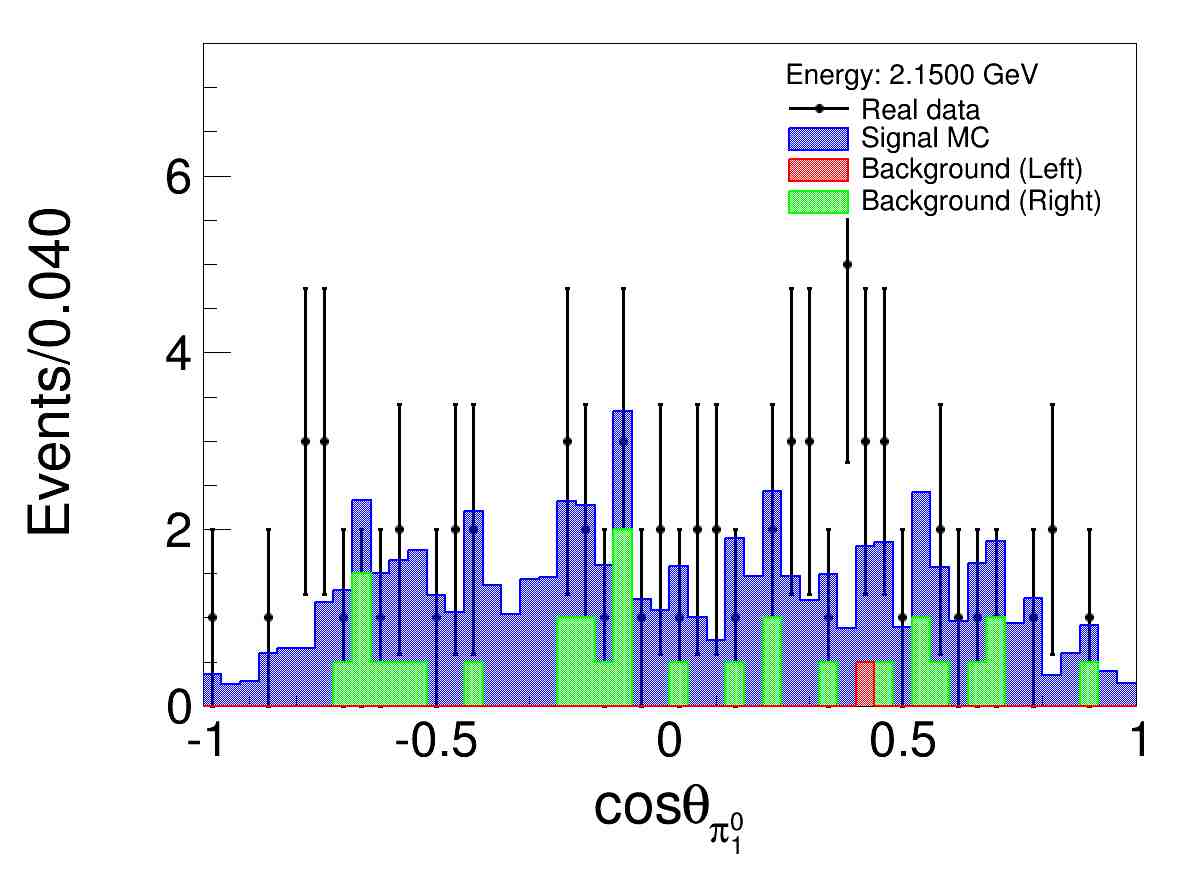 Energy: 2.1500 GeV
Real data
Signal MC
Background (Left)
Background (Right)
Events/0.040
6
4
2
0
-1 -0.5 0 0.5 1
cosθπ⁰₁